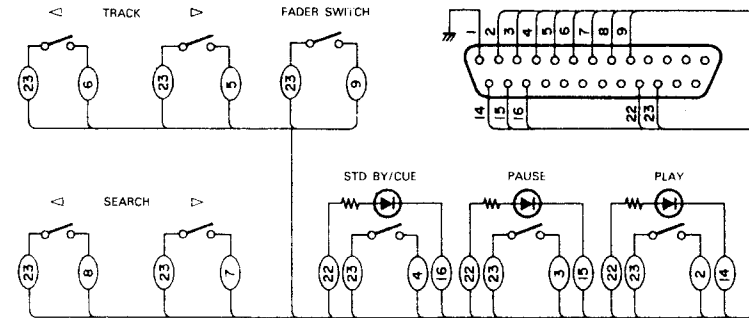 ◁ TRACK ▷
FADER SWITCH
1 2 3 4 5 6 7 8 9
23 6 23 5 23 9
14 15 16 22 23
STD BY/CUE PAUSE PLAY
◁ SEARCH ▷
23 8 23 7 22 23 4 16 22 23 3 15 22 23 2 14